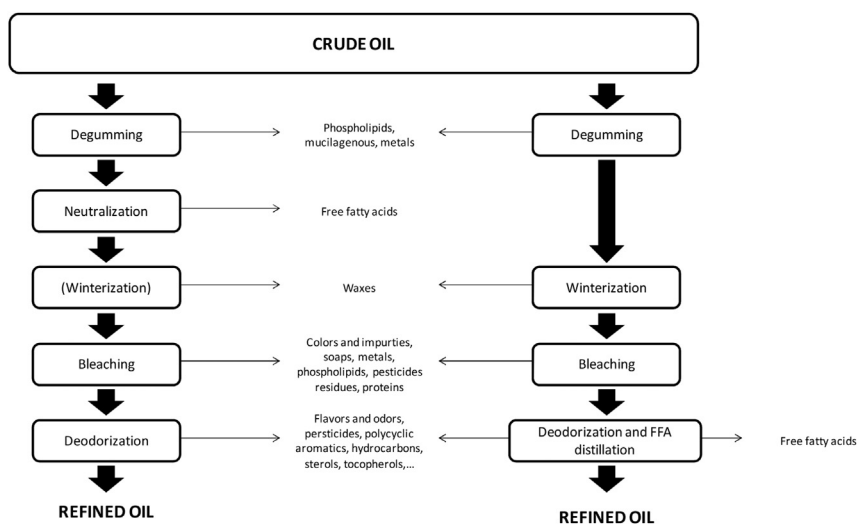 CRUDE OIL
Degumming
Phospholipids,
mucilagenous, metals
Degumming
Neutralization
Free fatty acids
(Winterization)
Waxes
Winterization
Bleaching
Colors and impurties,
soaps, metals,
phospholipids, pesticides
residues, proteins
Bleaching
Deodorization
Flavors and odors,
persticides, polycyclic
aromatics, hydrocarbons,
sterols, tocopherols,...
Deodorization and FFA
distillation
Free fatty acids
REFINED OIL
REFINED OIL